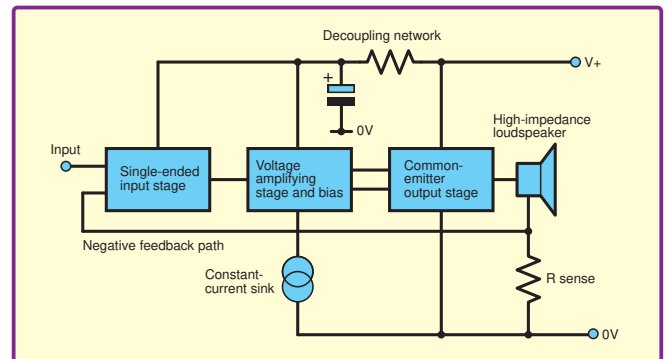 Decoupling network
V+
+
0V
High-impedance
loudspeaker
Input
Single-ended
input stage
Voltage
amplifying
stage and bias
Common-
emitter
output stage
Negative feedback path
Constant-
current sink
R sense
0V